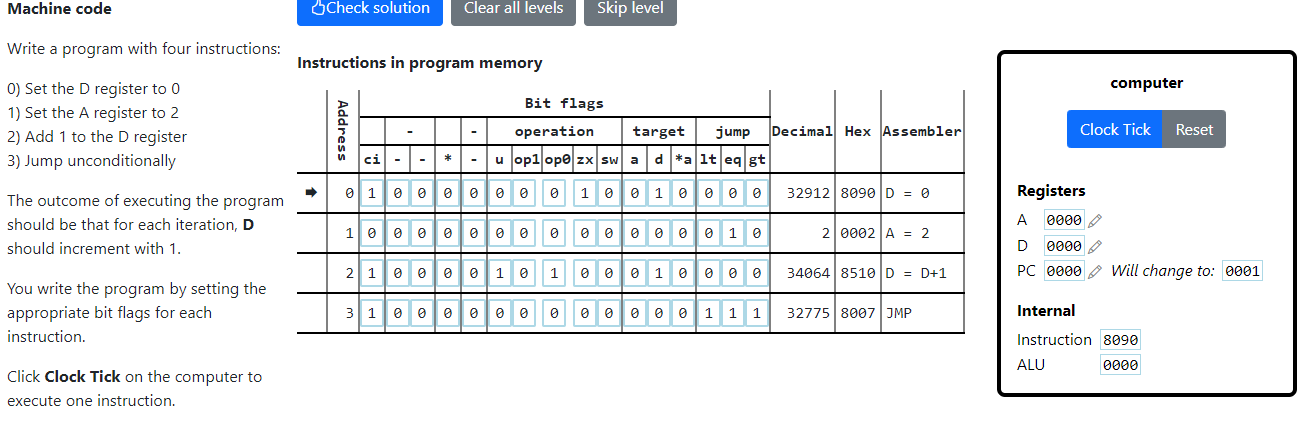 Machine code
Check solution
Clear all levels
Skip level
Write a program with four instructions:
0) Set the D register to 0
1) Set the A register to 2
2) Add 1 to the D register
3) Jump unconditionally
The outcome of executing the program
should be that for each iteration, D
should increment with 1.
You write the program by setting the
appropriate bit flags for each
instruction.
Click Clock Tick on the computer to
execute one instruction.
Instructions in program memory
Address Bit flags
- - operation target jump Decimal Hex Assembler
ci - - * - u op1 op0 zx sw a d *a lt eq gt
0 1 0 0 0 0 0 0 0 1 0 0 1 0 0 0 0 32912 8090 D = 0
1 0 0 0 0 0 0 0 0 0 0 0 0 0 0 1 0 2 0002 A = 2
2 1 0 0 0 0 1 0 1 0 0 0 1 0 0 0 0 34064 8510 D = D+1
3 1 0 0 0 0 0 0 0 0 0 0 0 0 1 1 1 32775 8007 JMP
computer
Clock Tick Reset
Registers
A 0000
D 0000
PC 0000 Will change to: 0001
Internal
Instruction 8090
ALU 0000